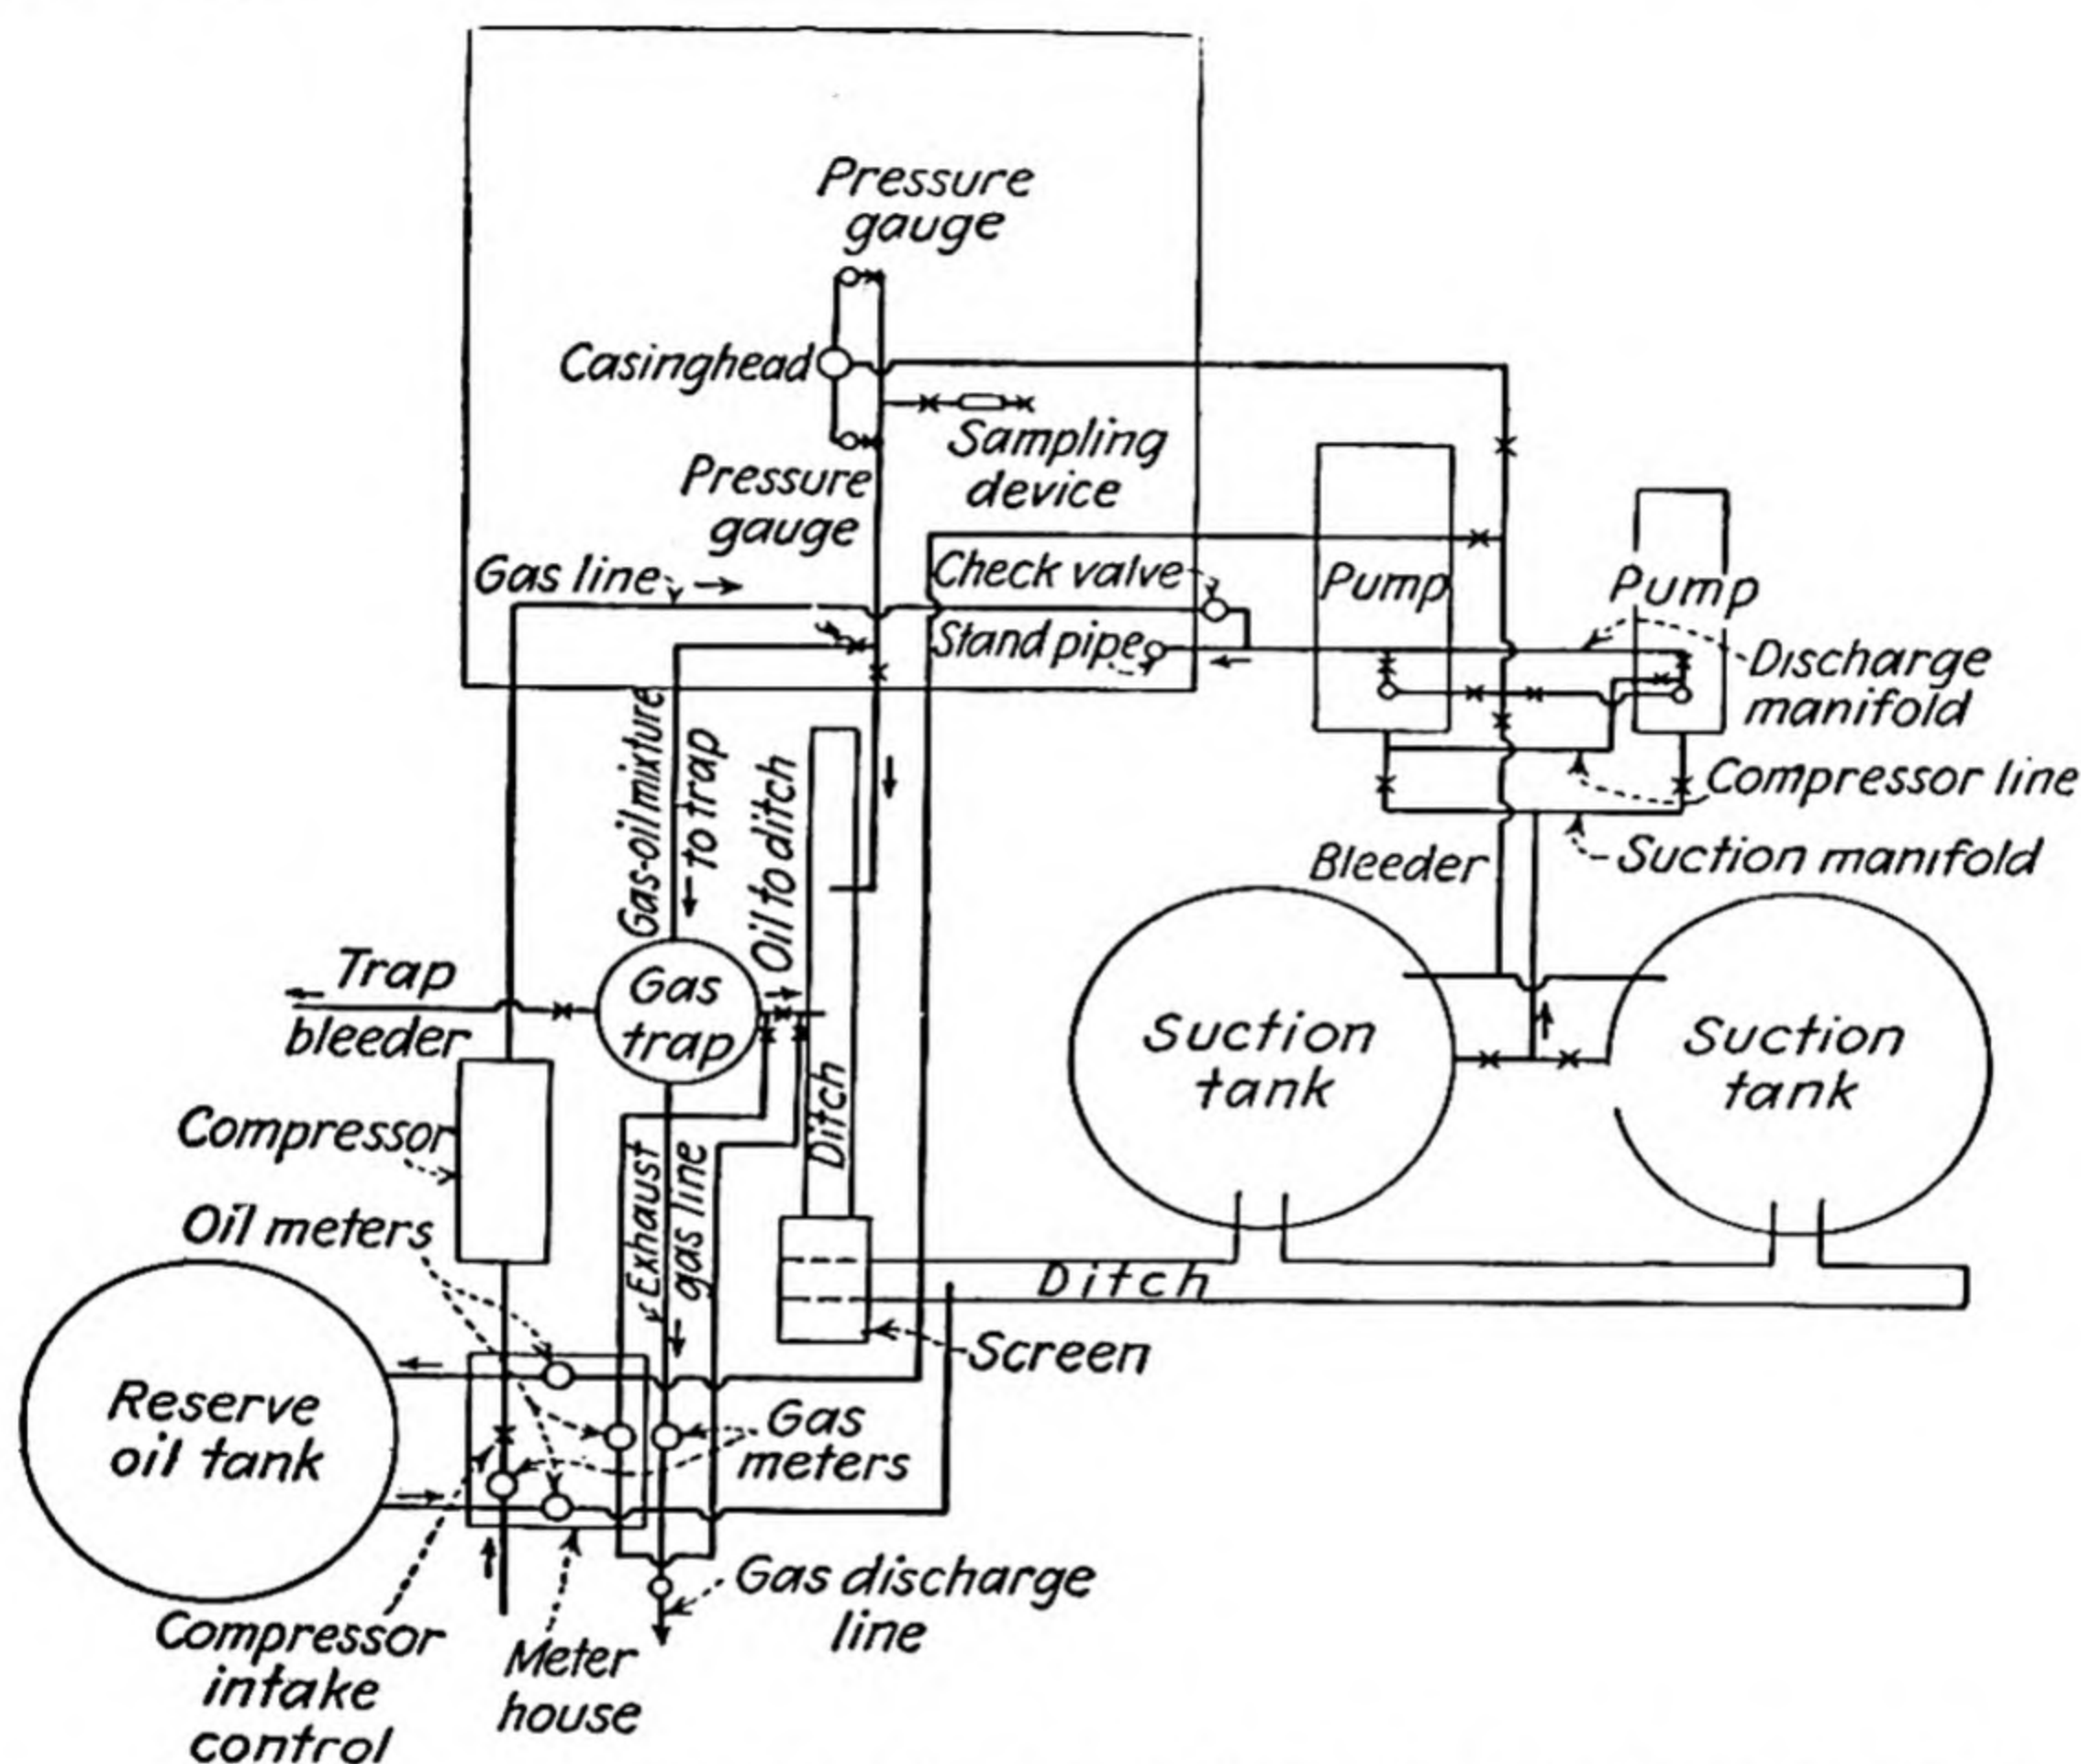 Pressure
gauge
Casinghead
Sampling
device
Pressure
gauge
Gas line
Check valve
Pump
Pump
Stand pipe
Discharge
manifold
Gas-oil mixture
to trap
Oil to ditch
Compressor line
Suction manifold
Bleeder
Trap
bleeder
Gas
trap
Suction
tank
Suction
tank
Compressor
Ditch
Exhaust
gas line
Oil meters
Ditch
Screen
Reserve
oil tank
Gas
meters
Gas discharge
line
Compressor
intake
control
Meter
house